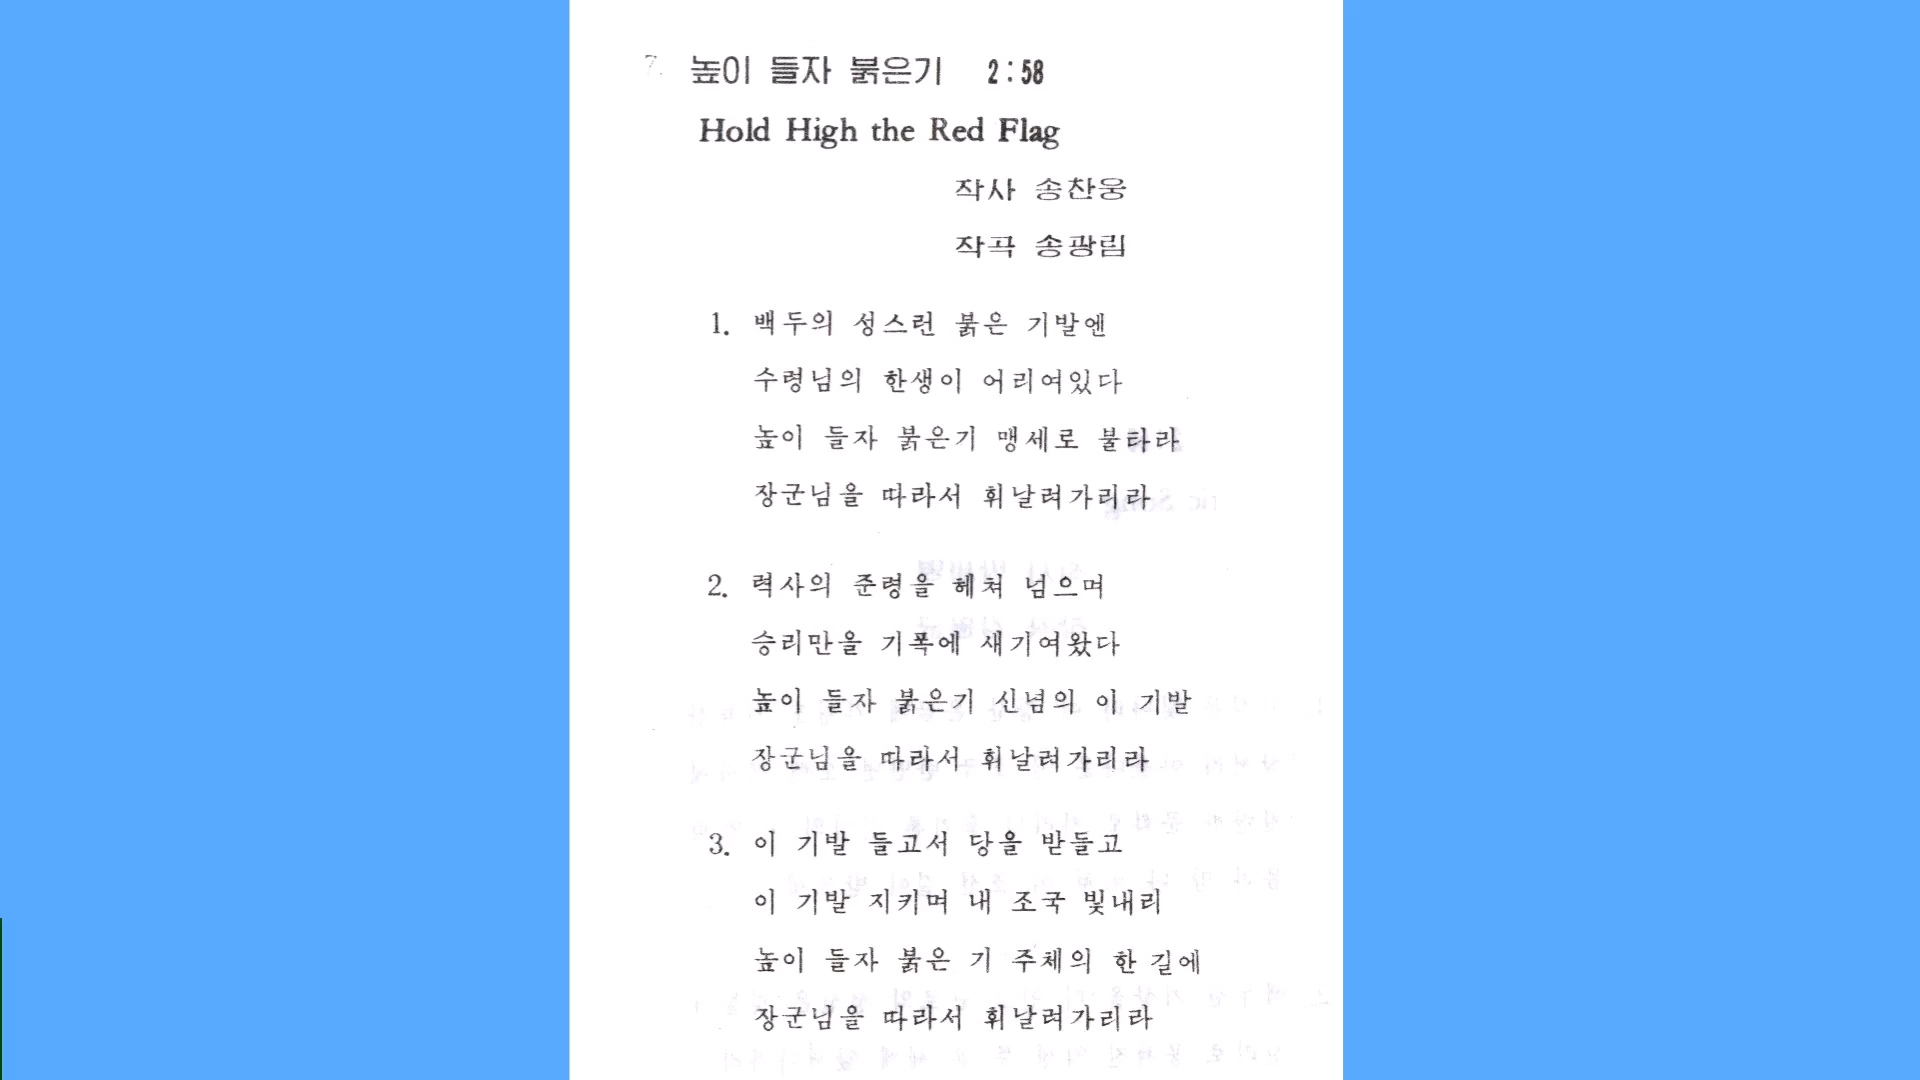 7. 높이 들자 붉은기 2:58
Hold High the Red Flag
작사 송찬웅
작곡 송광림
1. 백두의 성스런 붉은 기발엔
수령님의 한생이 어리여있다
높이 들자 붉은기 맹세로 불타라
장군님을 따라서 휘날려가리라
2. 력사의 준령을 헤쳐 넘으며
승리만을 기폭에 새기여왔다
높이 들자 붉은기 신념의 이 기발
장군님을 따라서 휘날려가리라
3. 이 기발 들고서 당을 받들고
이 기발 지키며 내 조국 빛내리
높이 들자 붉은 기 주체의 한 길에
장군님을 따라서 휘날려가리라